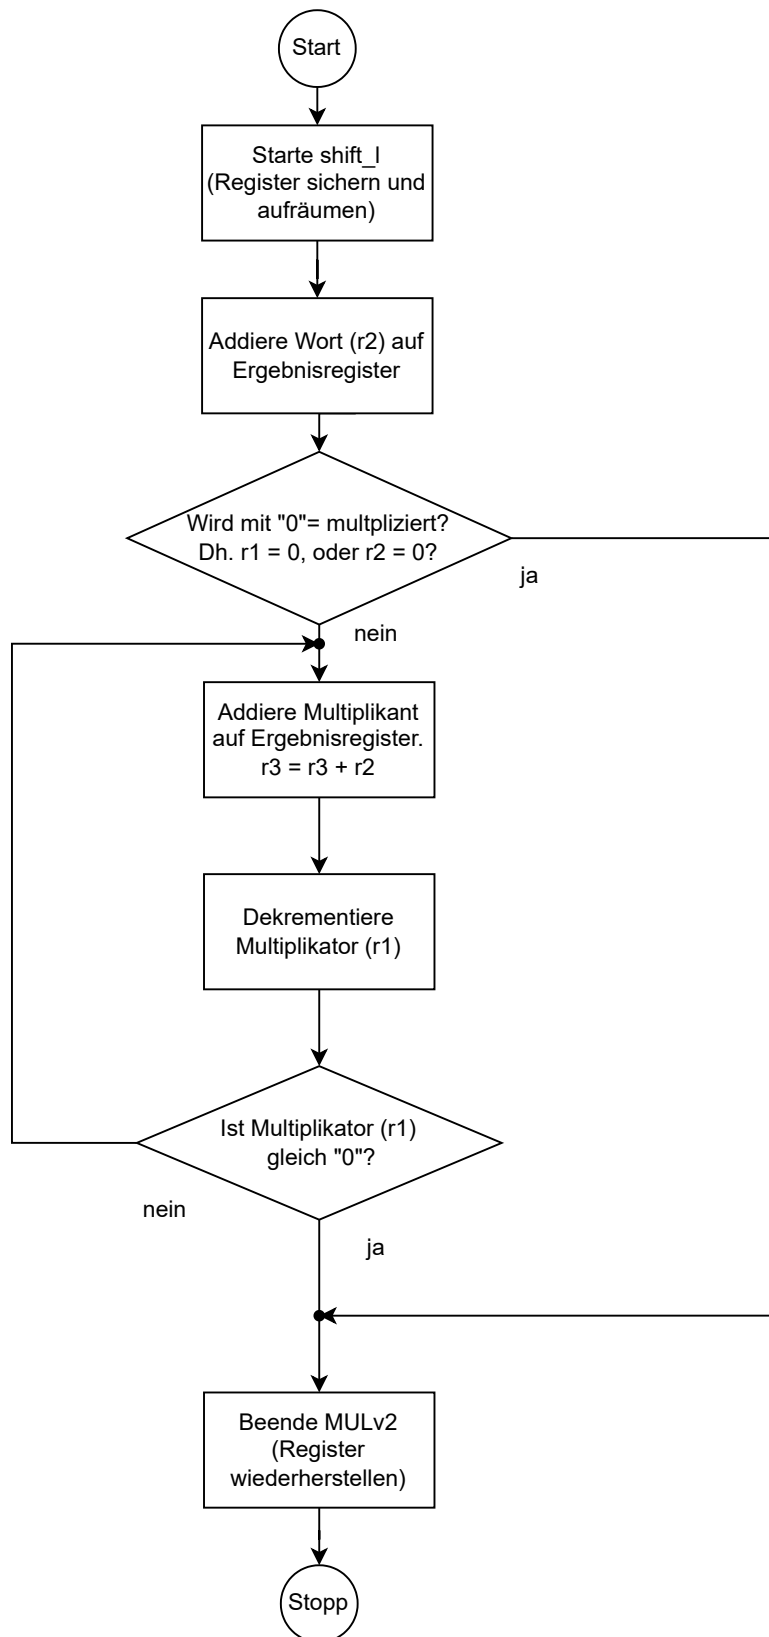 Start
Starte shift_l
(Register sichern und
aufräumen)
Addiere Wort (r2) auf
Ergebnisregister
Wird mit "0"= multpliziert?
Dh. r1 = 0, oder r2 = 0?
ja
nein
Addiere Multiplikant
auf Ergebnisregister.
r3 = r3 + r2
Dekrementiere
Multiplikator (r1)
Ist Multiplikator (r1)
gleich "0"?
nein
ja
Beende MULv2
(Register
wiederherstellen)
Stopp